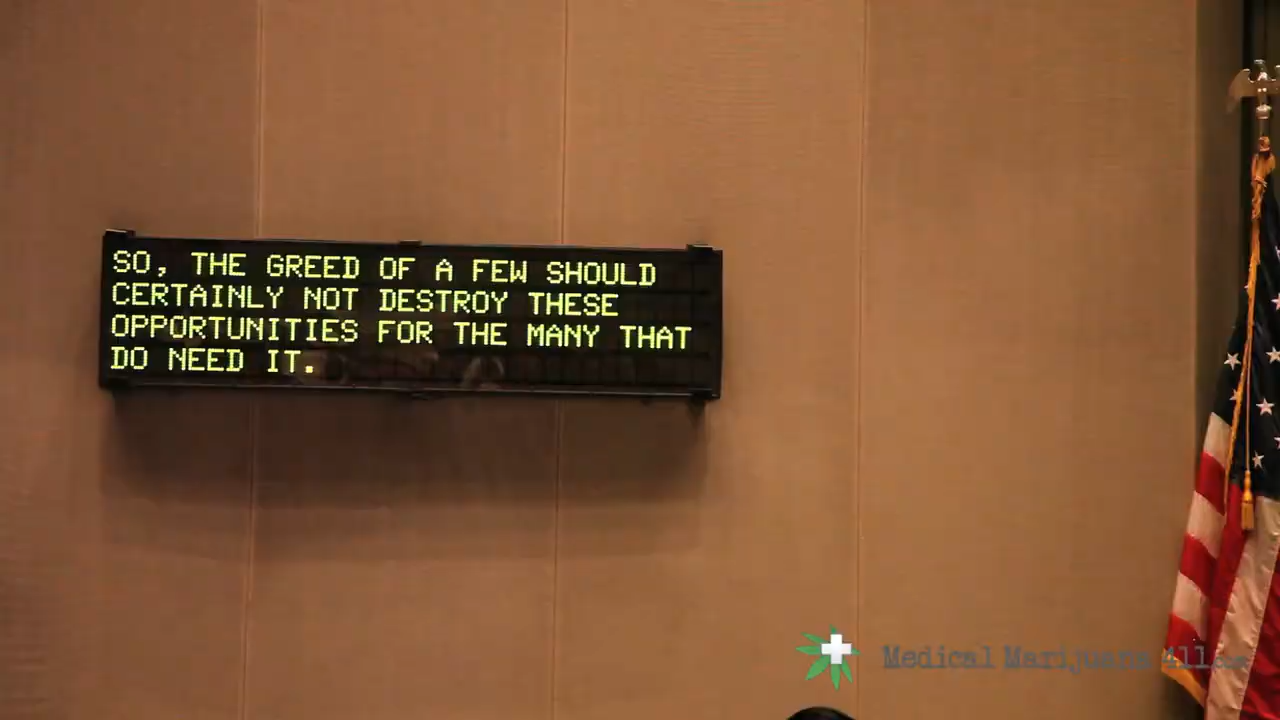 SO, THE GREED OF A FEW SHOULD
CERTAINLY NOT DESTROY THESE
OPPORTUNITIES FOR THE MANY THAT
DO NEED IT.
Medical Marijuana 411.com